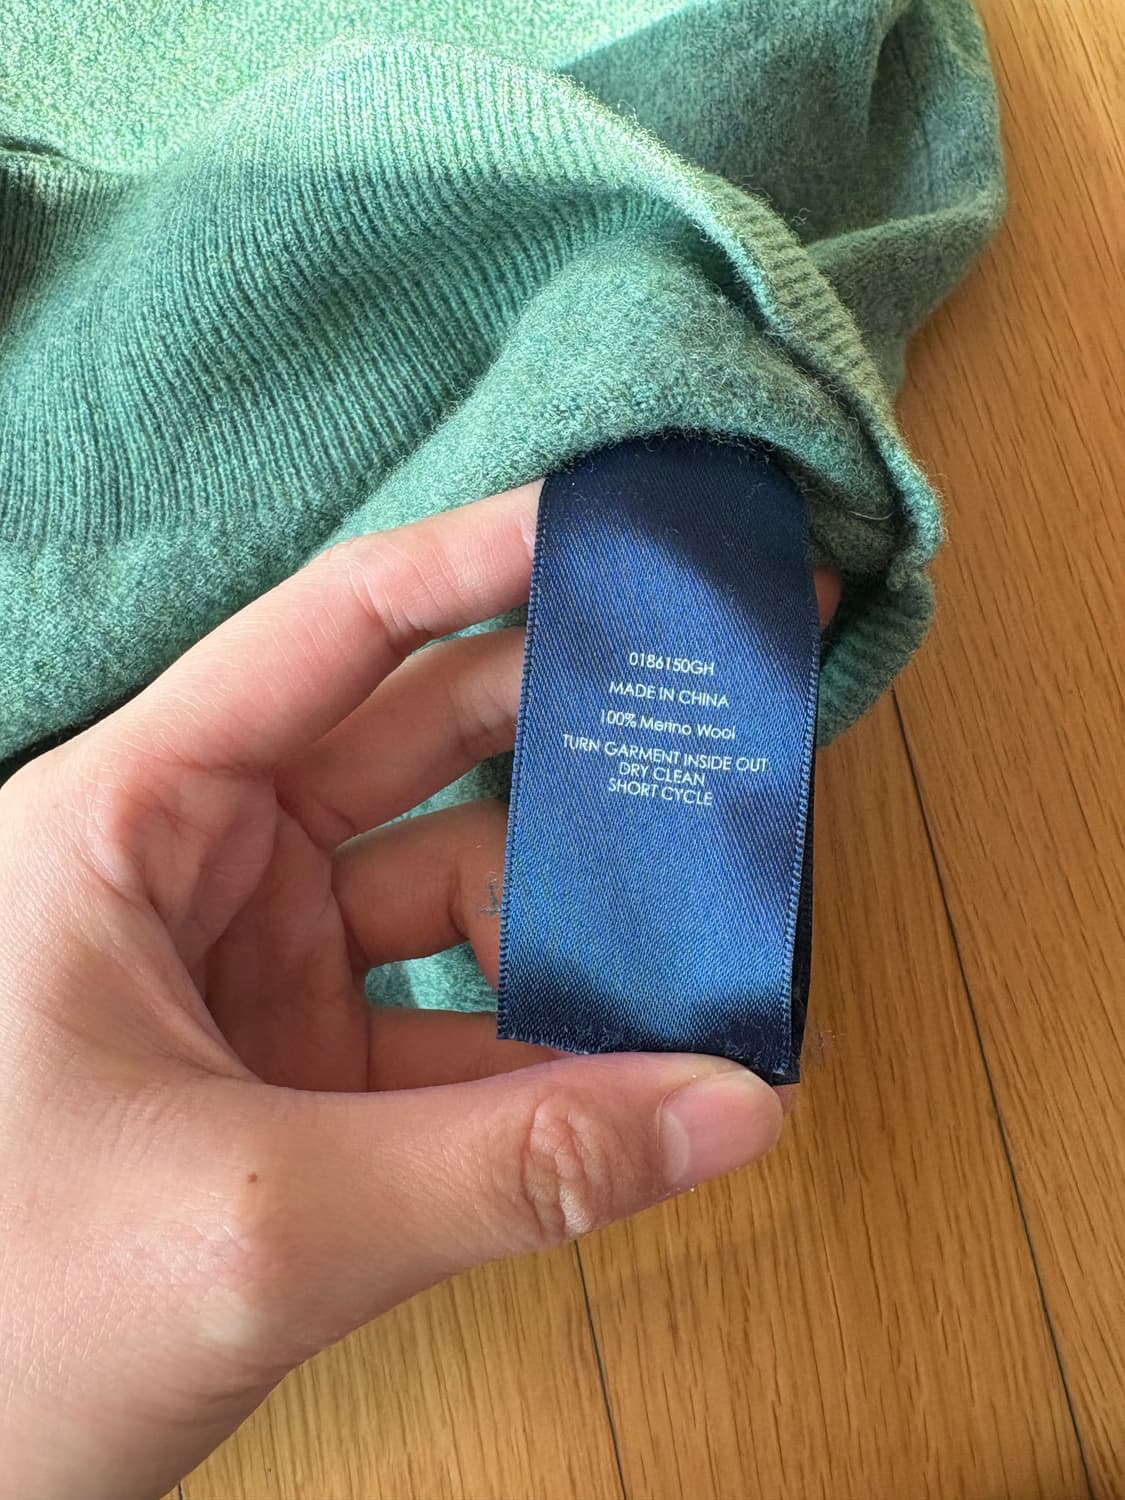 0186150GH
MADE IN CHINA
100% Merino Wool
TURN GARMENT INSIDE OUT
DRY CLEAN
SHORT CYCLE